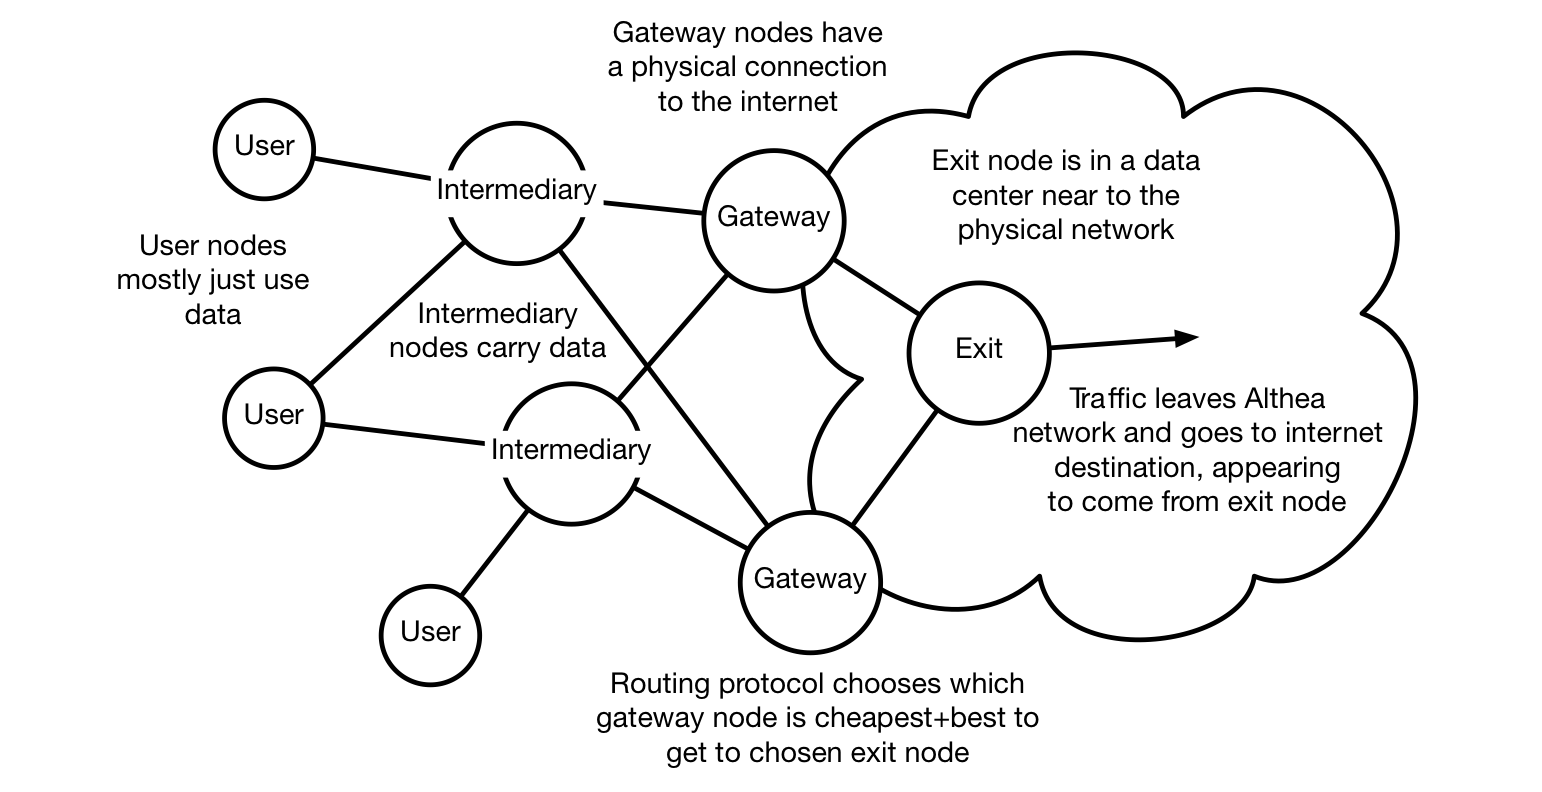 Gateway nodes have
a physical connection
to the internet
User
Intermediary
Gateway
Exit node is in a data
center near to the
physical network
User nodes
mostly just use
data
Intermediary
nodes carry data
Exit
User
Intermediary
Traffic leaves Althea
network and goes to internet
destination, appearing
to come from exit node
Gateway
User
Routing protocol chooses which
gateway node is cheapest+best to
get to chosen exit node